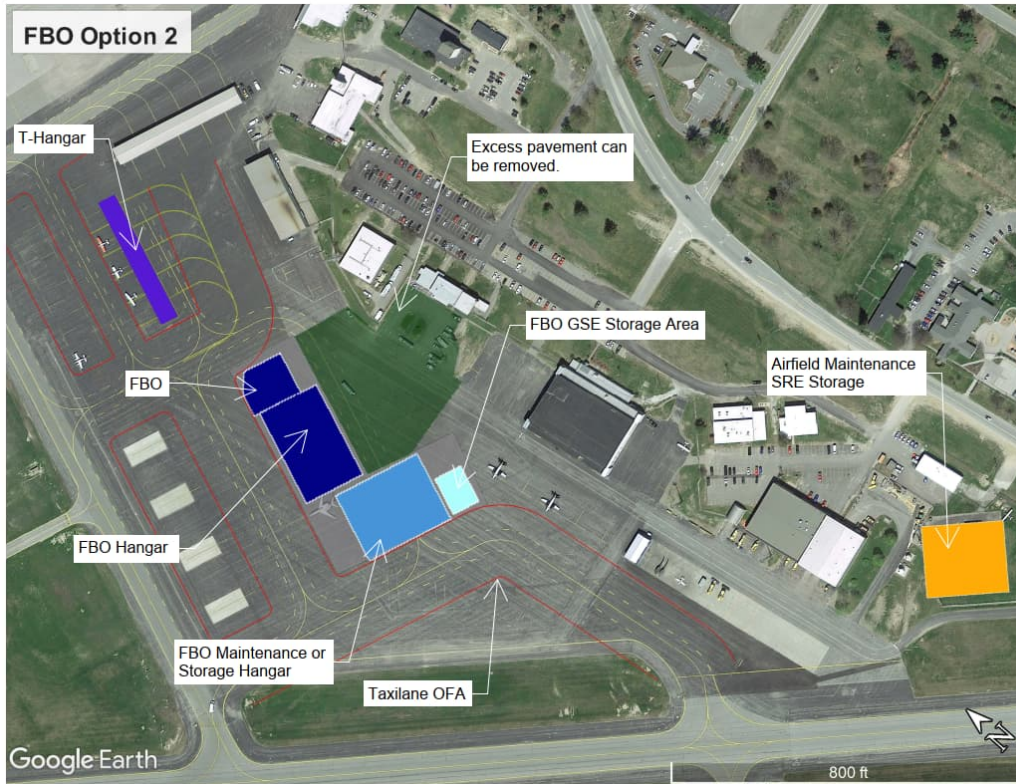 FBO Option 2
T-Hangar
Excess pavement can
be removed.
FBO GSE Storage Area
Airfield Maintenance
SRE Storage
FBO
FBO Hangar
FBO Maintenance or
Storage Hangar
Taxilane OFA
Google Earth
800 ft
N